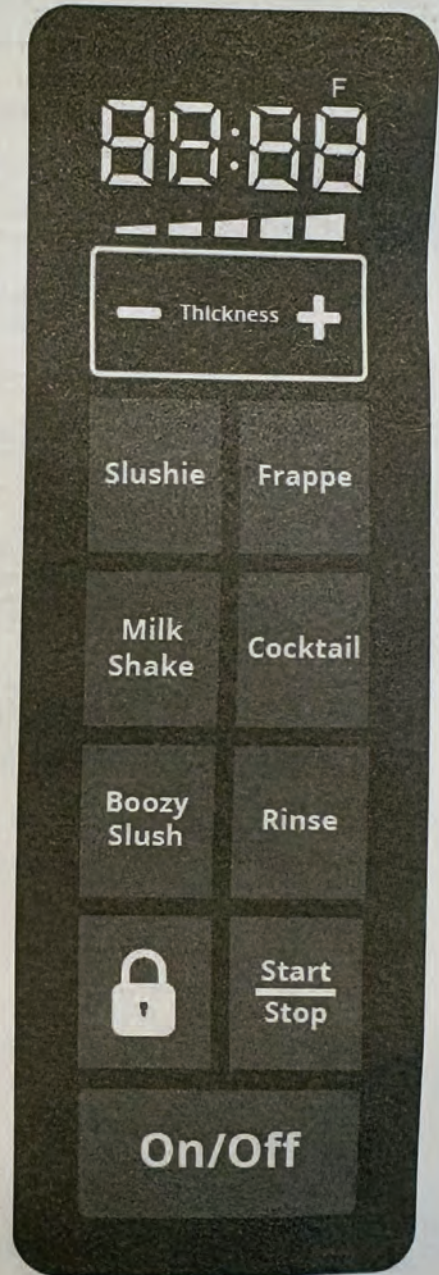 F
88:88
Thickness
Slushie Frappe
Milk
Shake
Cocktail
Boozy
Slush
Rinse
Start
Stop
On/Off